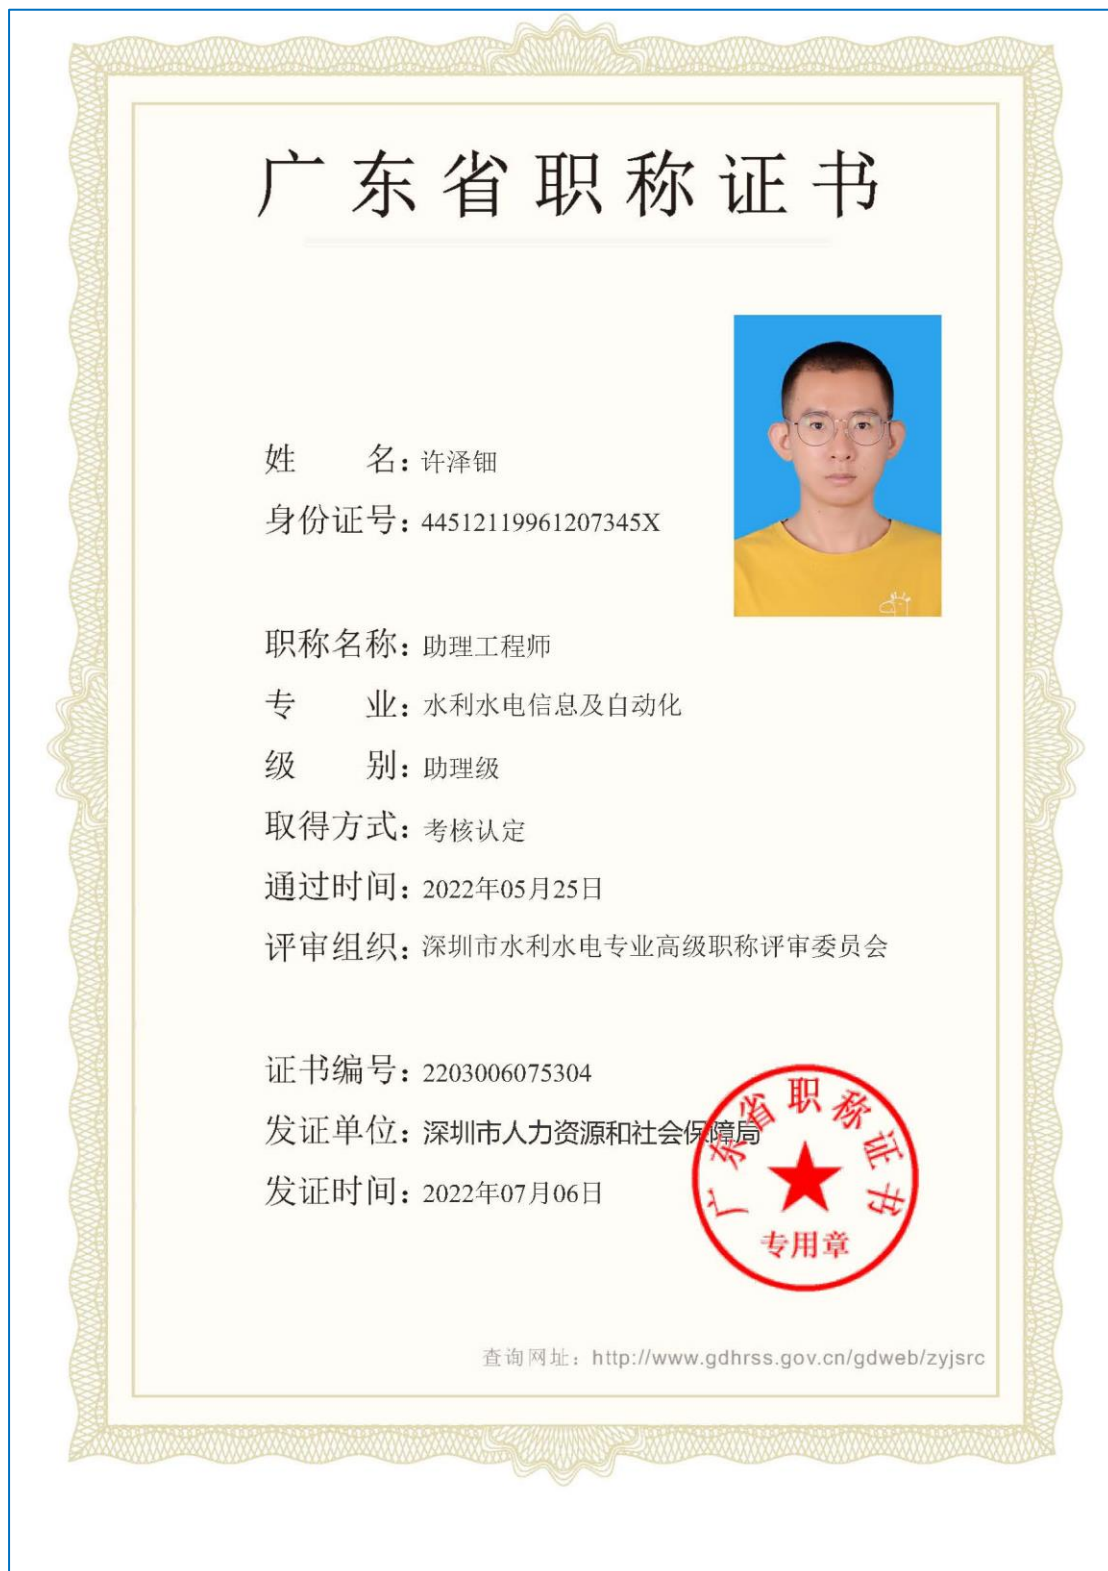 广东省职称证书
姓 名：许泽钿
身份证号：44512119961207345X
职称名称：助理工程师
专 业：水利水电信息及自动化
级 别：助理级
取得方式：考核认定
通过时间：2022年05月25日
评审组织：深圳市水利水电专业高级职称评审委员会
证书编号：2203006075304
发证单位：深圳市人力资源和社会保障局
发证时间：2022年07月06日
广东省职称证书
专用章
查询网址：http://www.gdhrss.gov.cn/gdweb/zyjsrc